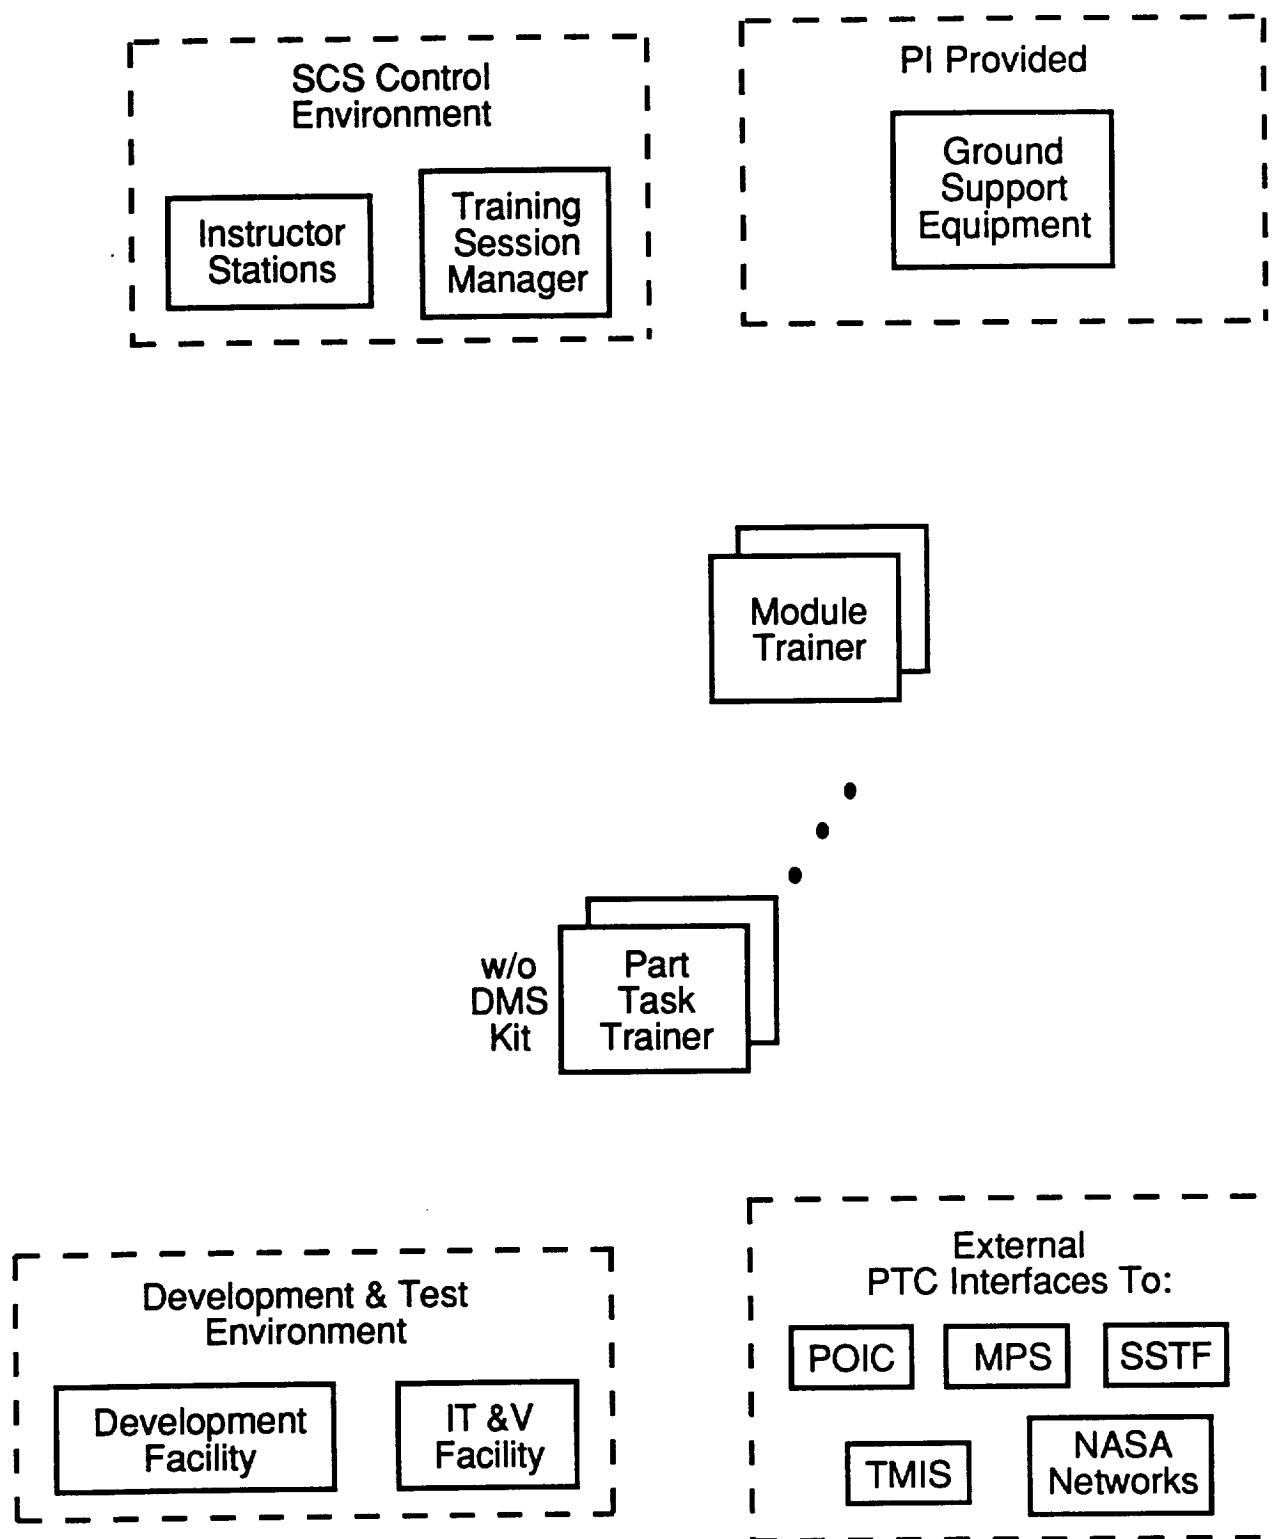 SCS Control
Environment
Instructor
Stations
Training
Session
Manager
PI Provided
Ground
Support
Equipment
Module
Trainer
w/o
DMS
Kit
Part
Task
Trainer
Development & Test
Environment
Development
Facility
IT &V
Facility
External
PTC Interfaces To:
POIC
MPS
SSTF
TMIS
NASA
Networks